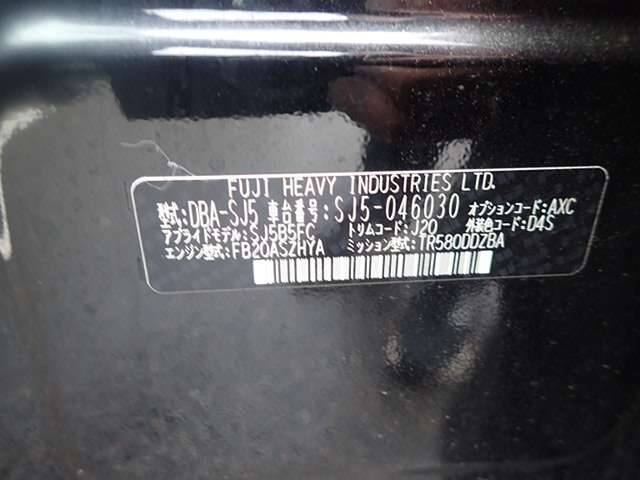 FUJI HEAVY INDUSTRIES LTD.
型式:DBA-SJ5 車台番号:SJ5-046030 オプションコード:AXC
アプライドモデル:SJ5B5FC トリムコード:J20 外装色コード:D4S
エンジン型式:FB20ASZHYA ミッション型式:TR580DDZBA